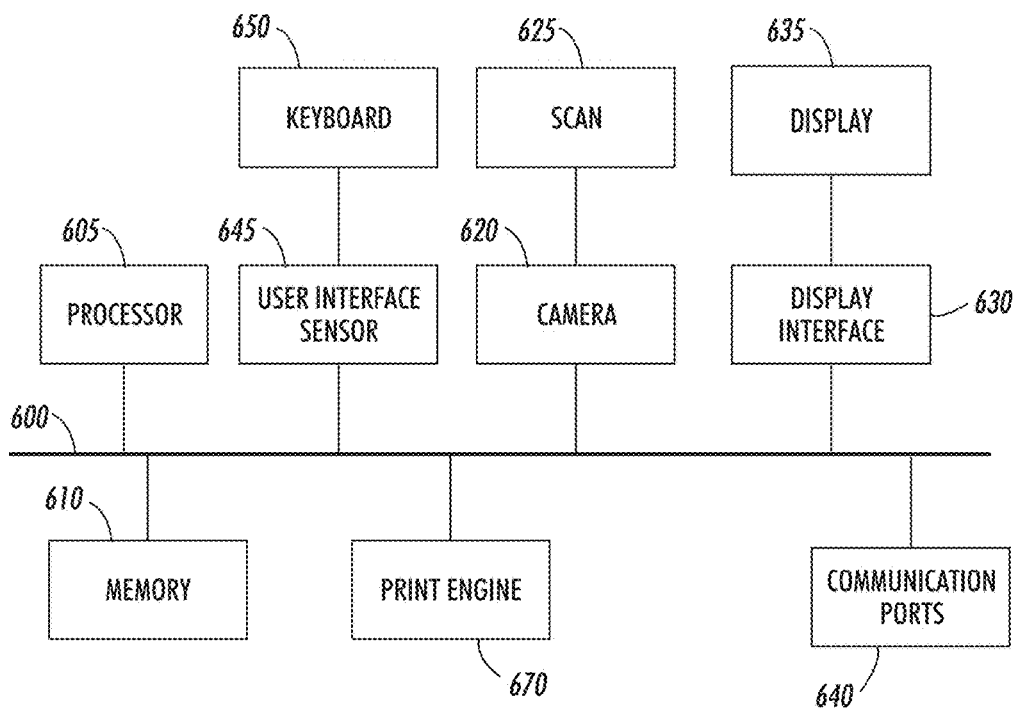 650
625
635
KEYBOARD
SCAN
DISPLAY
605
645
620
PROCESSOR
USER INTERFACE
SENSOR
CAMERA
DISPLAY
INTERFACE
630
600
610
MEMORY
PRINT ENGINE
COMMUNICATION
PORTS
670
640